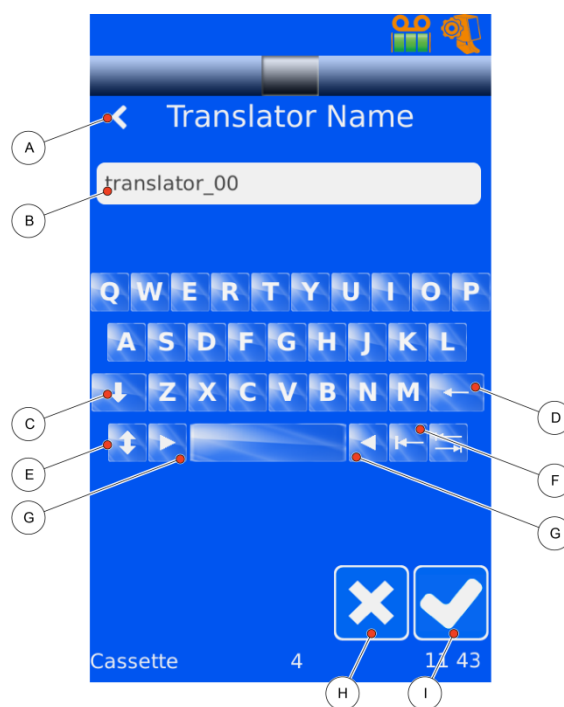 Translator Name
A
translator_00
B
Q W E R T Y U I O P
A S D F G H J K L
Z X C V B N M
C
D
E
F
G
G
Cassette 4 11 43
H
I